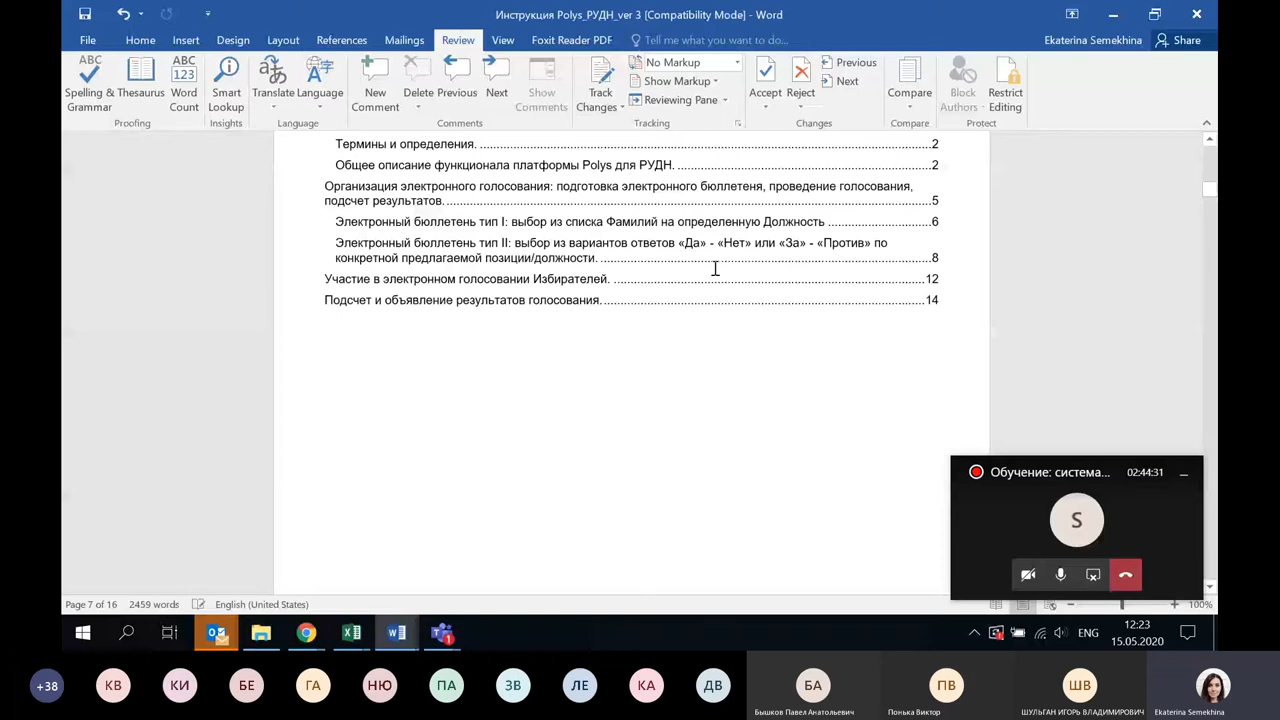 Инструкция Polys_РУДН_ver 3 [Compatibility Mode] - Word
File Home Insert Design Layout References Mailings Review View Foxit Reader PDF Tell me what you want to do... Ekaterina Semekhina Share
ABC ABC
123
Spelling & Grammar
Thesaurus
Word Count
Smart Lookup
Translate
Language
New Comment
Delete
Previous
Next
Show Comments
Track Changes
No Markup
Show Markup
Reviewing Pane
Accept
Reject
Previous
Next
Compare
Block Authors
Restrict Editing
Proofing Insights Language Comments Tracking Changes Compare Protect
Термины и определения. 2
Общее описание функционала платформы Polys для РУДН. 2
Организация электронного голосования: подготовка электронного бюллетеня, проведение голосования,
подсчет результатов. 5
Электронный бюллетень тип I: выбор из списка Фамилий на определенную Должность 6
Электронный бюллетень тип II: выбор из вариантов ответов «Да» - «Нет» или «За» - «Против» по
конкретной предлагаемой позиции/должности. 8
Участие в электронном голосовании Избирателей. 12
Подсчет и объявление результатов голосования. 14
Обучение: система... 02:44:31
S
Page 7 of 16 2459 words English (United States) 100%
ENG 12:23
15.05.2020
+38 КВ КИ БЕ ГА НЮ ПА ЗВ ЛЕ КА ДВ БА ПВ ШВ
Бышков Павел Анатольевич Понька Виктор ШУЛЬГАН ИГОРЬ ВЛАДИМИРОВИЧ Ekaterina Semekhina